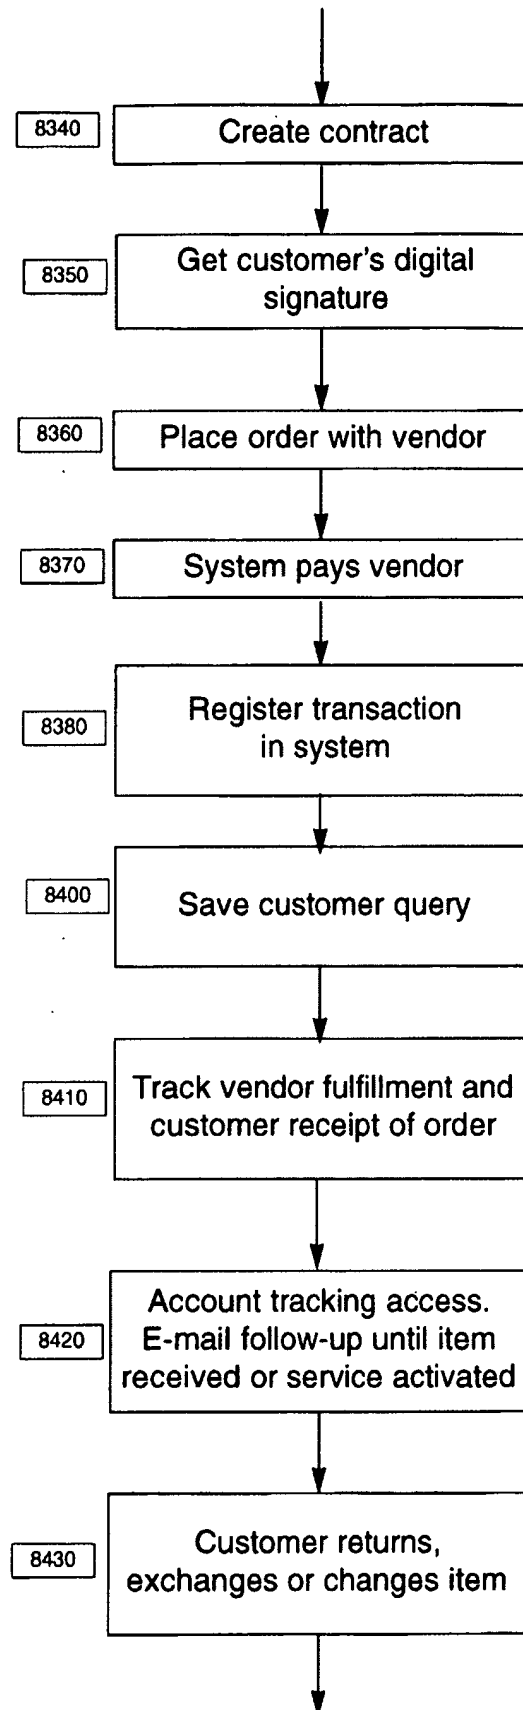 8340
Create contract
8350
Get customer's digital
signature
8360
Place order with vendor
8370
System pays vendor
8380
Register transaction
in system
8400
Save customer query
8410
Track vendor fulfillment and
customer receipt of order
8420
Account tracking access.
E-mail follow-up until item
received or service activated
8430
Customer returns,
exchanges or changes item